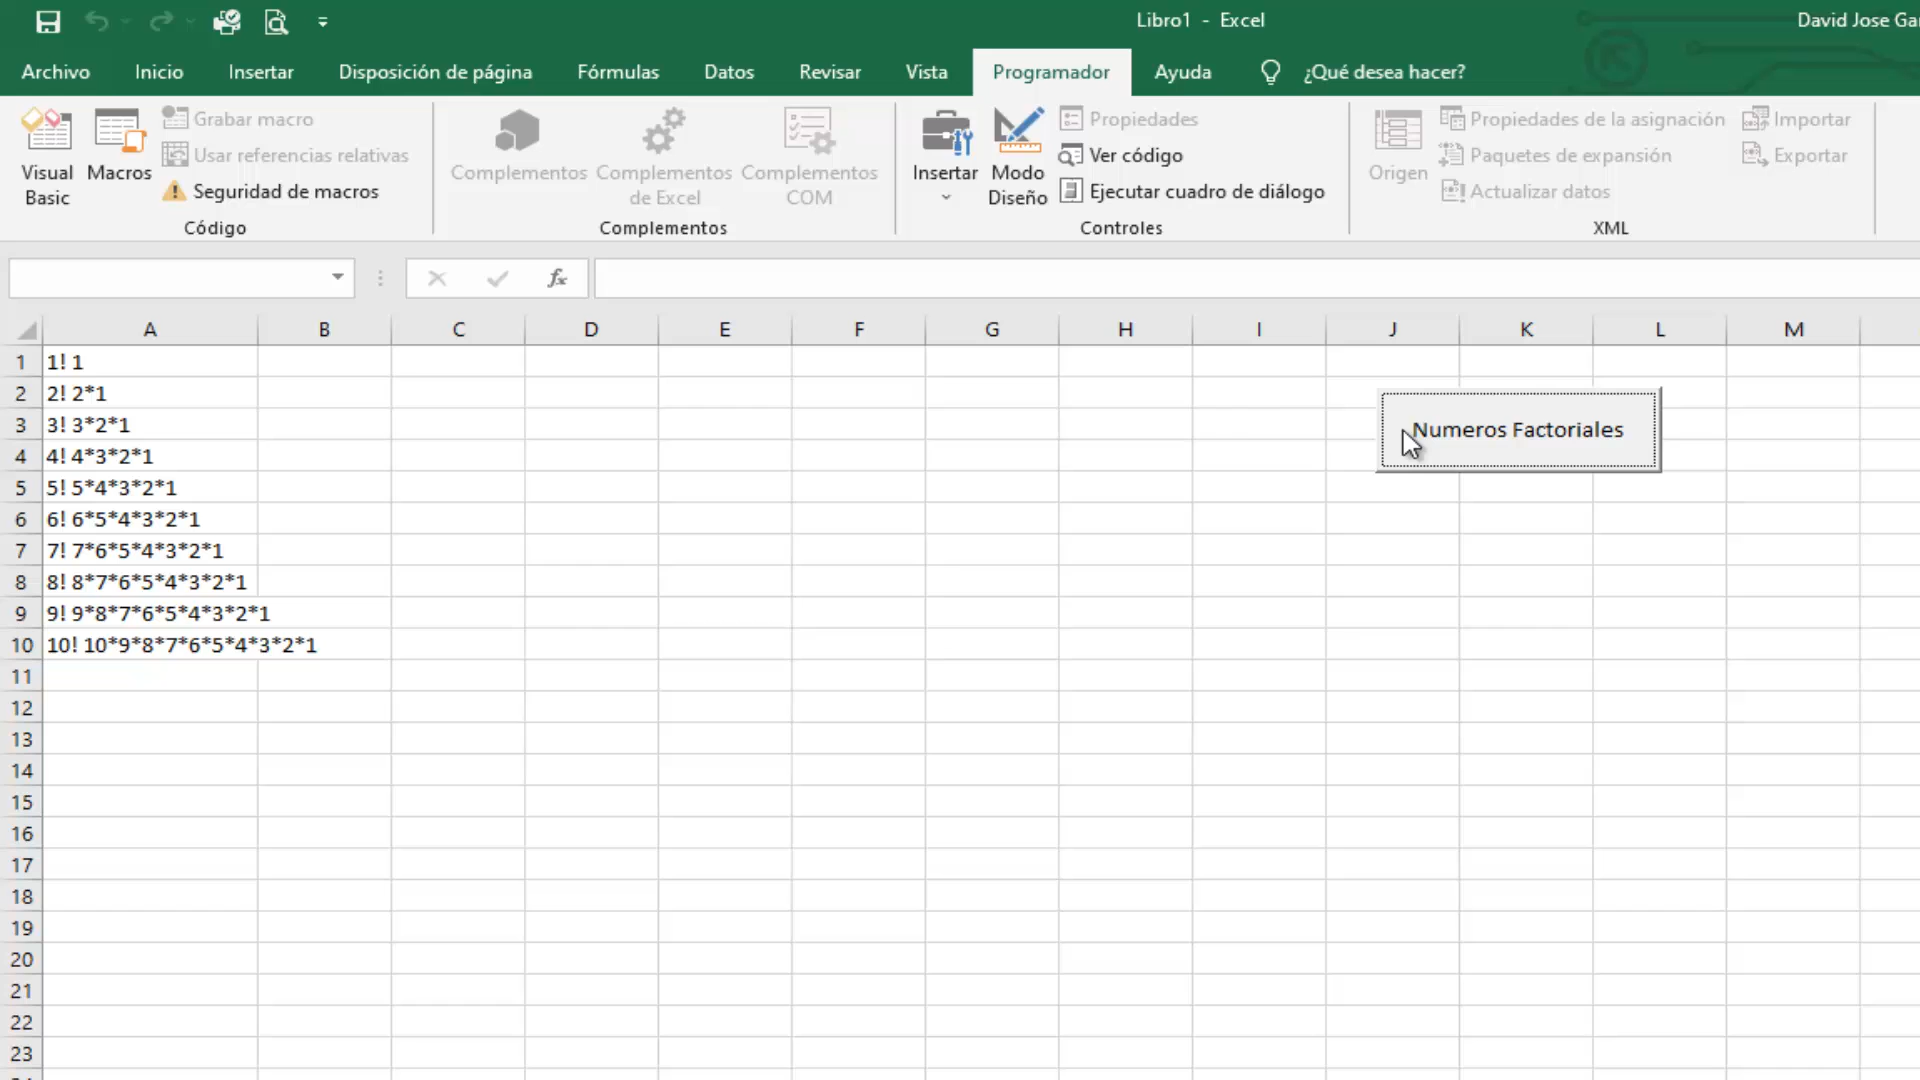 Libro1 - Excel
David Jose Gar
Archivo Inicio Insertar Disposición de página Fórmulas Datos Revisar Vista Programador Ayuda ¿Qué desea hacer?
Visual Basic
Macros
Grabar macro
Usar referencias relativas
Seguridad de macros
Código
Complementos
Complementos de Excel
Complementos COM
Complementos
Insertar
Modo Diseño
Propiedades
Ver código
Ejecutar cuadro de diálogo
Controles
Origen
Propiedades de la asignación
Paquetes de expansión
Actualizar datos
Importar
Exportar
XML
fx
A B C D E F G H I J K L M
1 1! 1
2 2! 2*1
3 3! 3*2*1
4 4! 4*3*2*1
5 5! 5*4*3*2*1
6 6! 6*5*4*3*2*1
7 7! 7*6*5*4*3*2*1
8 8! 8*7*6*5*4*3*2*1
9 9! 9*8*7*6*5*4*3*2*1
10 10! 10*9*8*7*6*5*4*3*2*1
Numeros Factoriales
11
12
13
14
15
16
17
18
19
20
21
22
23